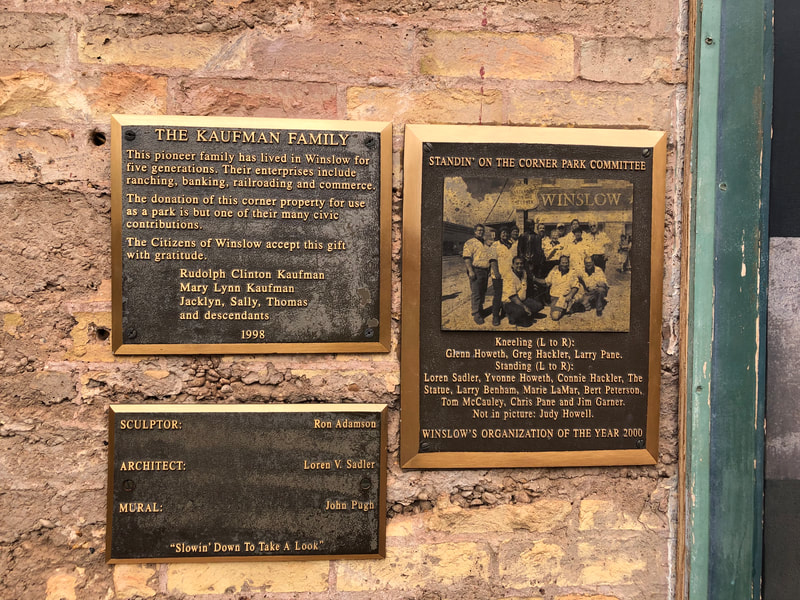 THE KAUFMAN FAMILY
This pioneer family has lived in Winslow for
five generations. Their enterprises include
ranching, banking, railroading and commerce.
The donation of this corner property for use
as a park is but one of their many civic
contributions.
The Citizens of Winslow accept this gift
with gratitude.
Rudolph Clinton Kaufman
Mary Lynn Kaufman
Jacklyn, Sally, Thomas
and descendants
1998
SCULPTOR: Ron Adamson
ARCHITECT: Loren V. Sadler
MURAL: John Pugh
"Slowin' Down To Take A Look"
STANDIN' ON THE CORNER PARK COMMITTEE
WINSLOW
Kneeling (L to R):
Glenn Howeth, Greg Hackler, Larry Pane.
Standing (L to R):
Loren Sadler, Yvonne Howeth, Connie Hackler, The
Statue, Larry Benham, Marie LaMar, Bert Peterson,
Tom McCauley, Chris Pane and Jim Garner.
Not in picture: Judy Howell.
WINSLOW'S ORGANIZATION OF THE YEAR 2000